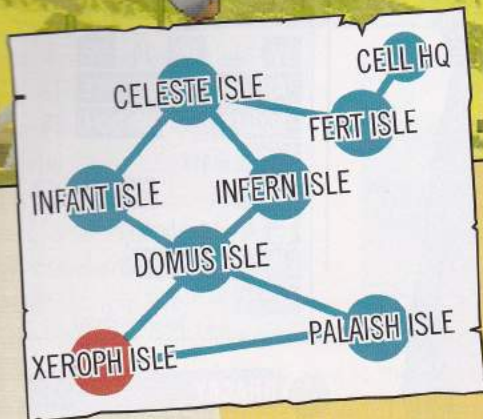 CELL HQ
CELESTE ISLE
FERT ISLE
INFANT ISLE
INFERN ISLE
DOMUS ISLE
PALAISH ISLE
XEROPH ISLE